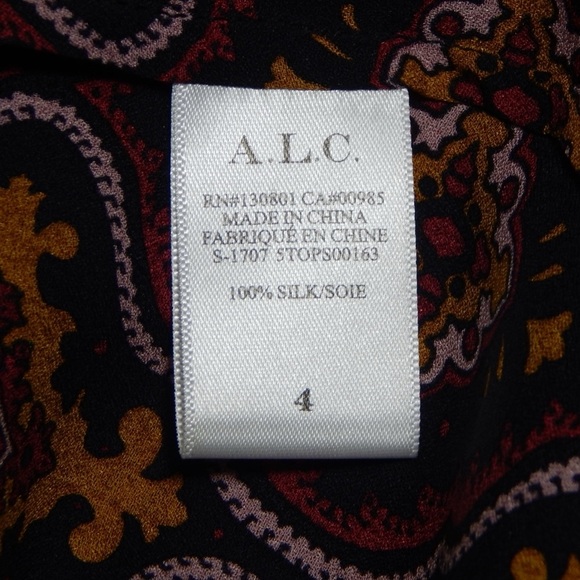 A.L.C.
RN#130801 CA#00985
MADE IN CHINA
FABRIQUÉ EN CHINE
S-1707 5TOPS00163
100% SILK/SOIE
4